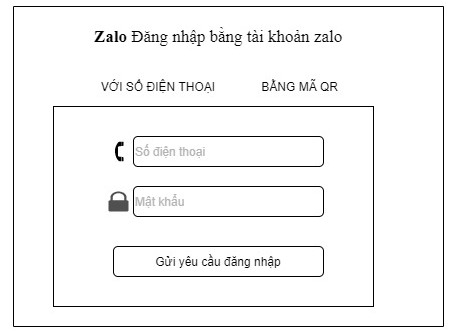 Zalo Đăng nhập bằng tài khoản zalo
VỚI SỐ ĐIỆN THOẠI BẰNG MÃ QR
Số điện thoại
Mật khẩu
Gửi yêu cầu đăng nhập